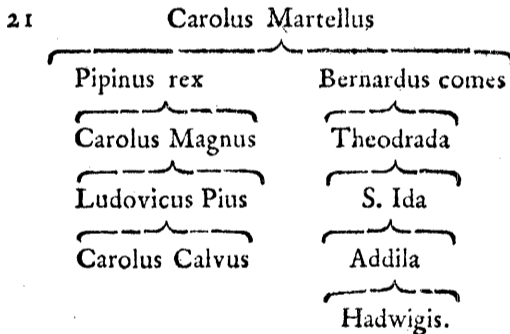 21 Carolus Martellus
Pipinus rex Bernardus comes
Carolus Magnus Theodrada
Ludovicus Pius S. Ida
Carolus Calvus Addila
Hadwigis.